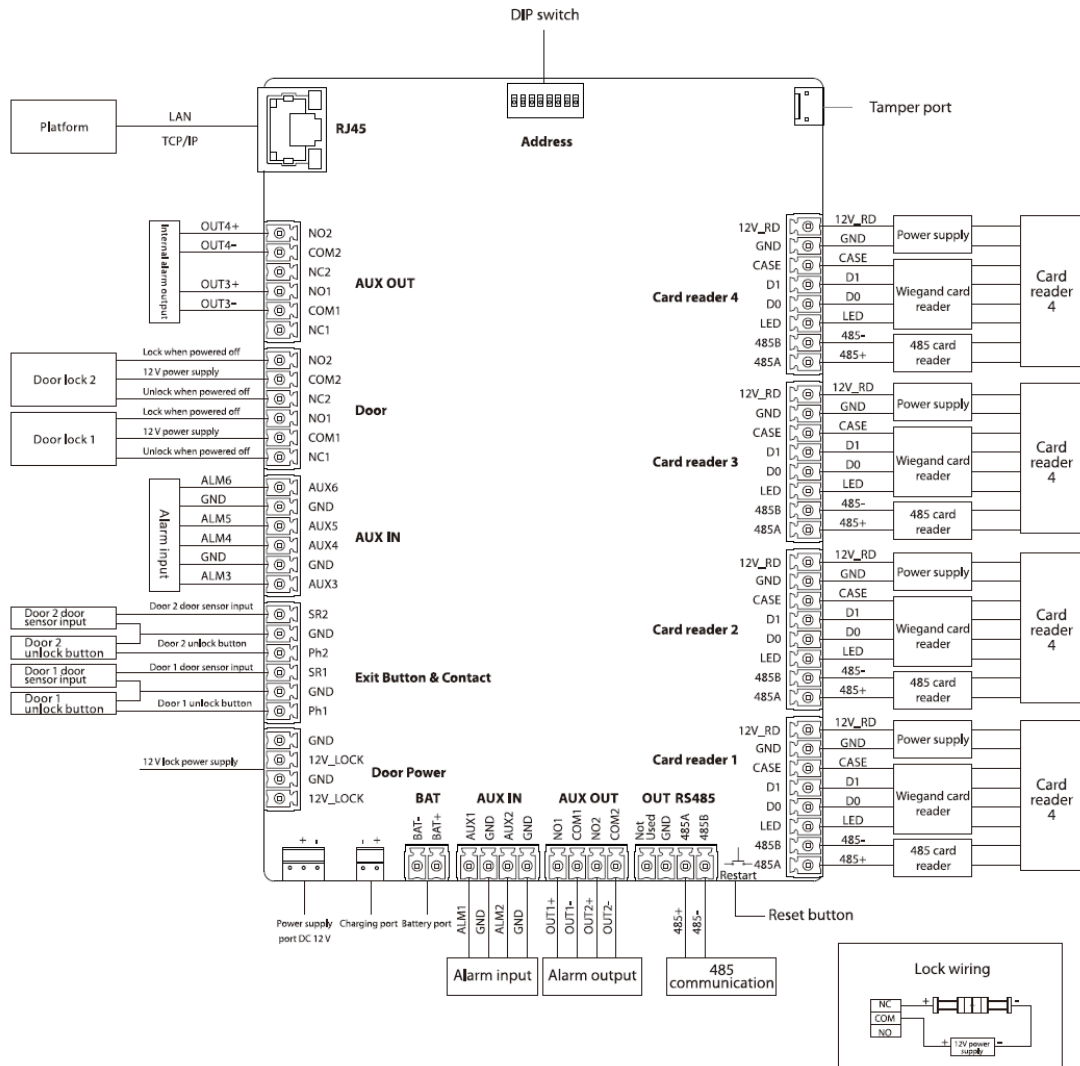 DIP switch
Platform
LAN
TCP/IP
RJ45
Address
Tamper port
Internal alarm output
OUT4+
OUT4-
OUT3+
OUT3-
NO2
COM2
NC2
NO1
COM1
NC1
AUX OUT
Door lock 2
Door lock 1
Lock when powered off
12 V power supply
Unlock when powered off
Lock when powered off
12 V power supply
Unlock when powered off
NO2
COM2
NC2
NO1
COM1
NC1
Door
Alarm input
ALM6
GND
ALM5
ALM4
GND
ALM3
AUX6
GND
AUX5
AUX4
GND
AUX3
AUX IN
Door 2 door
sensor input
Door 2
unlock button
Door 1 door
sensor input
Door 1
unlock button
Door 2 door sensor input
Door 2 unlock button
Door 1 door sensor input
Door 1 unlock button
SR2
GND
Ph2
SR1
GND
Ph1
Exit Button & Contact
12 V lock power supply
GND
12V_LOCK
GND
12V_LOCK
Door Power
Card reader 4
12V_RD
GND
CASE
D1
D0
LED
485B
485A
12V_RD
GND
CASE
D1
D0
LED
485-
485+
Power supply
Wiegand card
reader
485 card
reader
Card
reader
4
Card reader 3
12V_RD
GND
CASE
D1
D0
LED
485B
485A
12V_RD
GND
CASE
D1
D0
LED
485-
485+
Power supply
Wiegand card
reader
485 card
reader
Card
reader
4
Card reader 2
12V_RD
GND
CASE
D1
D0
LED
485B
485A
12V_RD
GND
CASE
D1
D0
LED
485-
485+
Power supply
Wiegand card
reader
485 card
reader
Card
reader
4
Card reader 1
12V_RD
GND
CASE
D1
D0
LED
485B
485A
12V_RD
GND
CASE
D1
D0
LED
485-
485+
Power supply
Wiegand card
reader
485 card
reader
Card
reader
4
BAT
BAT-
BAT+
AUX IN
AUX1
GND
AUX2
GND
AUX OUT
NO1
COM1
NO2
COM2
OUT RS485
Not
Used
GND
485A
485B
Restart
+ -
- +
Power supply
port DC 12 V
Charging port
Battery port
ALM1
GND
ALM2
GND
Alarm input
OUT1+
OUT1-
OUT2+
OUT2-
Alarm output
485+
485-
485
communication
Reset button
Lock wiring
NC
COM
NO
+ -
+ -
12V power
supply